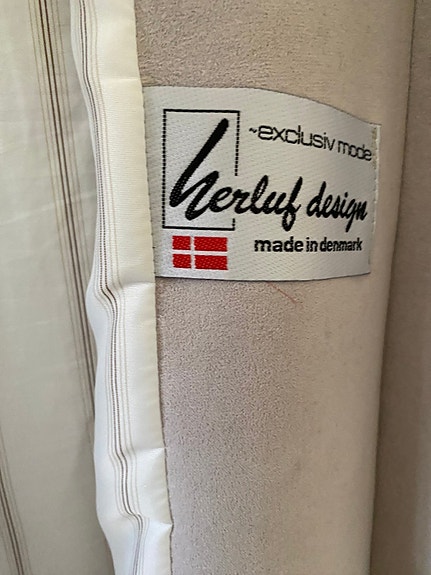 ~exclusiv mode
herluf design
made in denmark